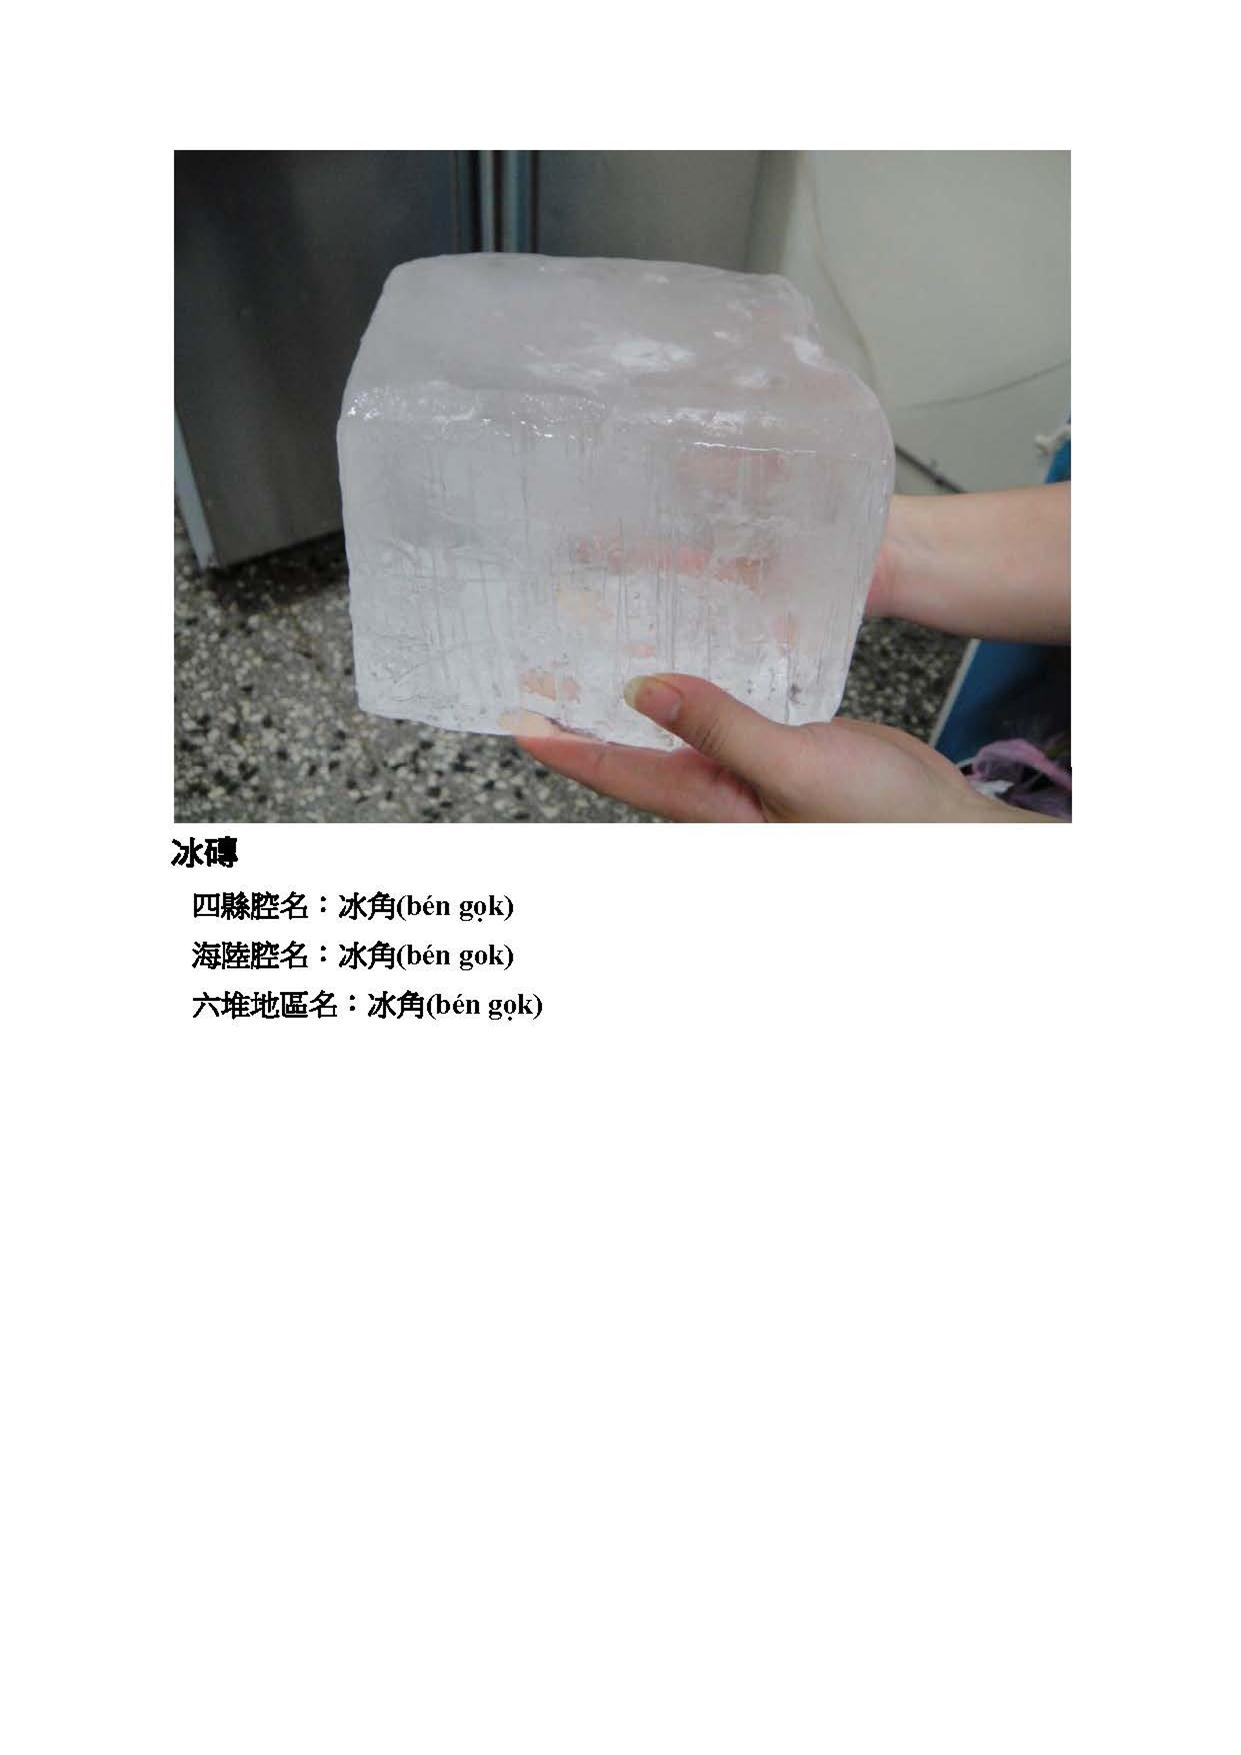 冰磚
四縣腔名：冰角(bén gọk)
海陸腔名：冰角(bén gok)
六堆地區名：冰角(bén gọk)